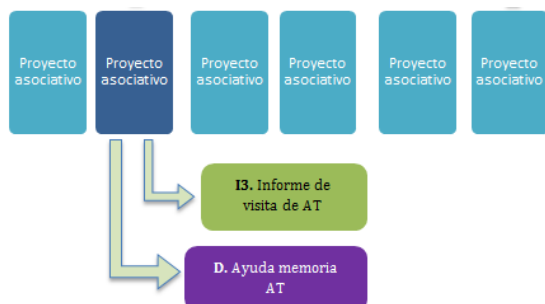 Proyecto
asociativo
Proyecto
asociativo
Proyecto
asociativo
Proyecto
asociativo
Proyecto
asociativo
Proyecto
asociativo
I3. Informe de
visita de AT
D. Ayuda memoria
AT